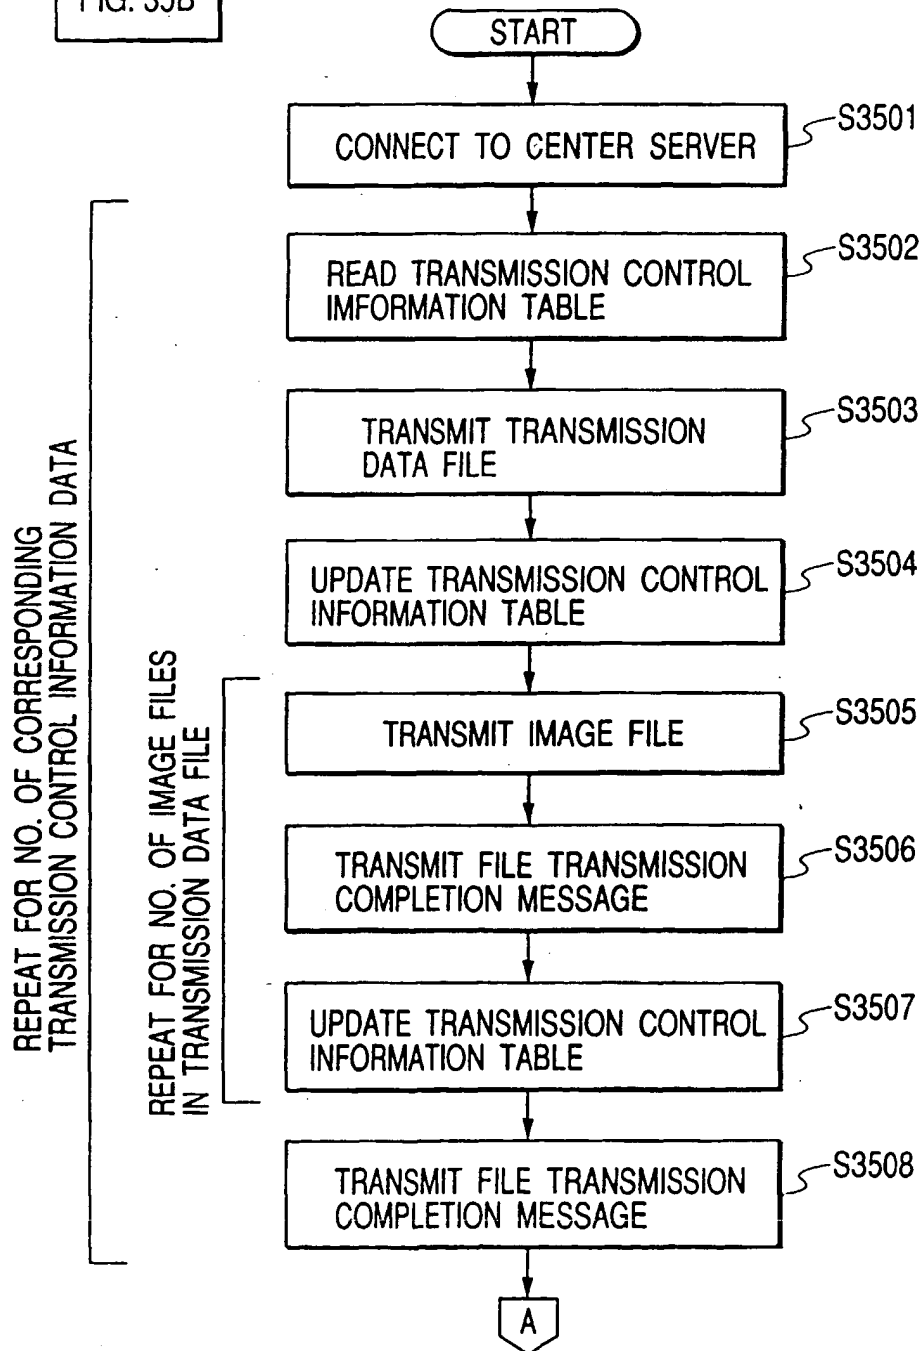 FIG. 35B
START
CONNECT TO CENTER SERVER
S3501
READ TRANSMISSION CONTROL
IMFORMATION TABLE
S3502
TRANSMIT TRANSMISSION
DATA FILE
S3503
UPDATE TRANSMISSION CONTROL
INFORMATION TABLE
S3504
TRANSMIT IMAGE FILE
S3505
TRANSMIT FILE TRANSMISSION
COMPLETION MESSAGE
S3506
UPDATE TRANSMISSION CONTROL
INFORMATION TABLE
S3507
TRANSMIT FILE TRANSMISSION
COMPLETION MESSAGE
S3508
A
REPEAT FOR NO. OF CORRESPONDING
TRANSMISSION CONTROL INFORMATION DATA
REPEAT FOR NO. OF IMAGE FILES
IN TRANSMISSION DATA FILE